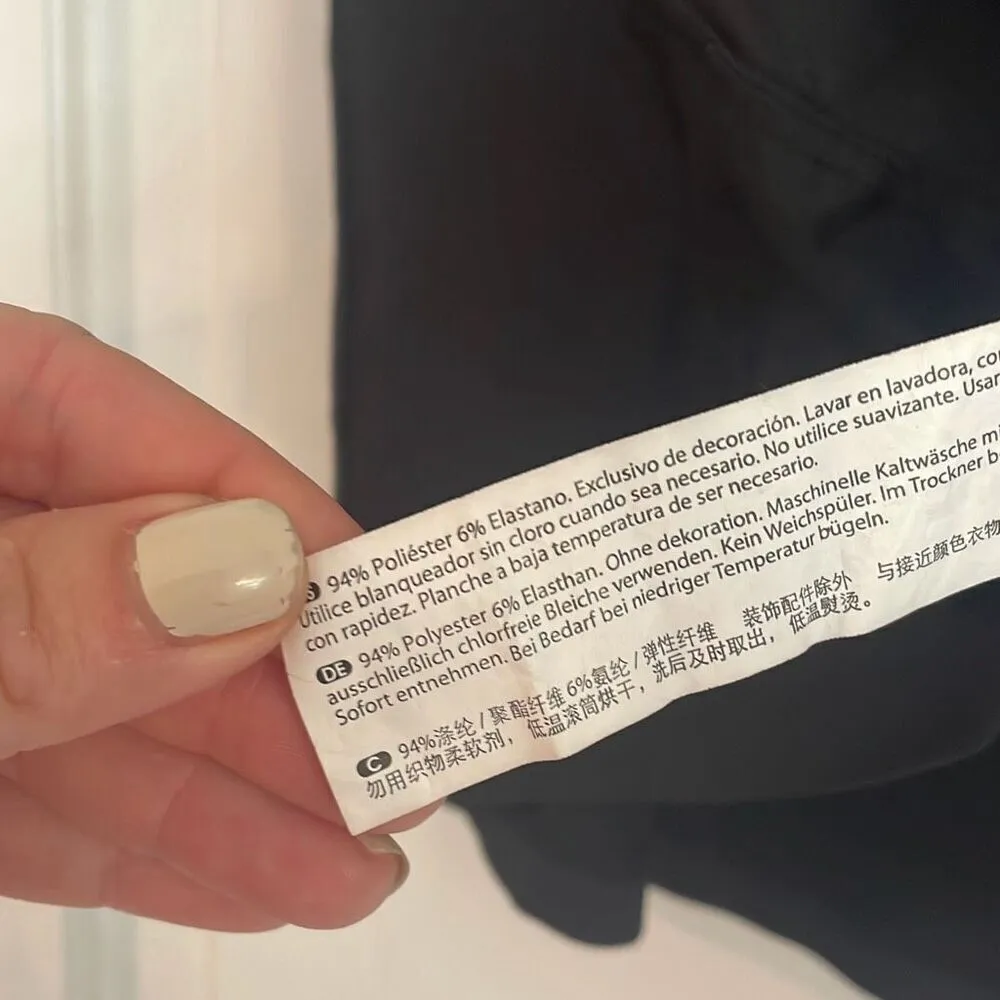 94% Poliéster 6% Elastano. Exclusivo de decoración. Lavar en lavadora,
Utilice blanqueador sin cloro cuando sea necesario. No utilice suavizante. Usar
con rapidez. Planche a baja temperatura de ser necesario.
DE 94% Polyester 6% Elasthan. Ohne dekoration. Maschinelle Kaltwäsche
ausschließlich chlorfreie Bleiche verwenden. Kein Weichspüler. Im Trockner
Sofort entnehmen. Bei Bedarf bei niedriger Temperatur bügeln.
C 94%涤纶/聚酯纤维 6%氨纶/弹性纤维 装饰配件除外 与接近颜色衣物
勿用织物柔软剂，低温滚筒烘干，洗后及时取出，低温熨烫。